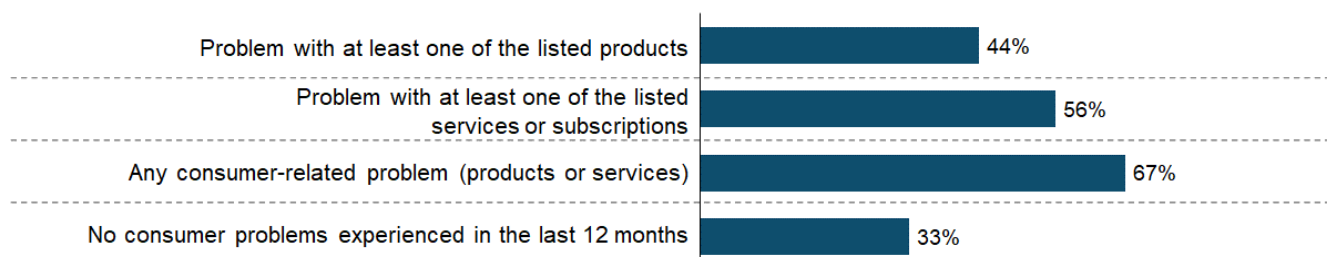 Problem with at least one of the listed products
44%
Problem with at least one of the listed
services or subscriptions
56%
Any consumer-related problem (products or services)
67%
No consumer problems experienced in the last 12 months
33%